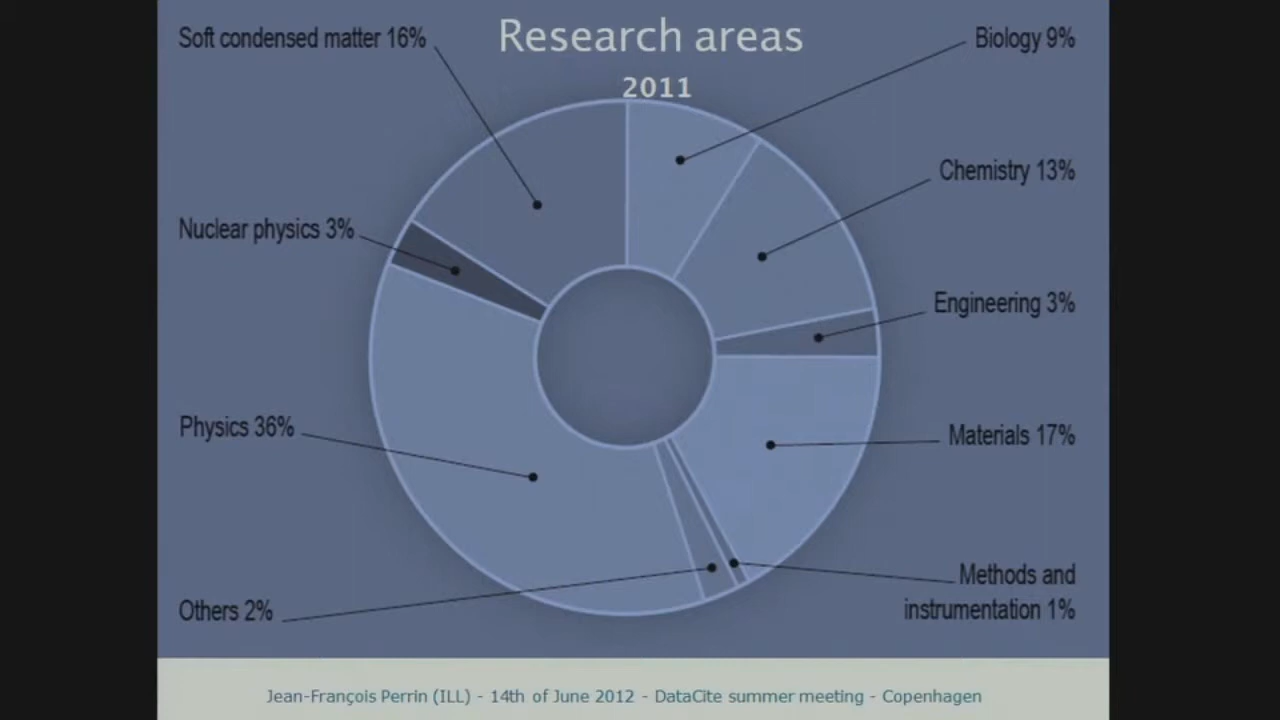 Research areas
2011
Soft condensed matter 16%
Biology 9%
Chemistry 13%
Nuclear physics 3%
Engineering 3%
Physics 36%
Materials 17%
Methods and
instrumentation 1%
Others 2%
Jean-François Perrin (ILL) - 14th of June 2012 - DataCite summer meeting - Copenhagen